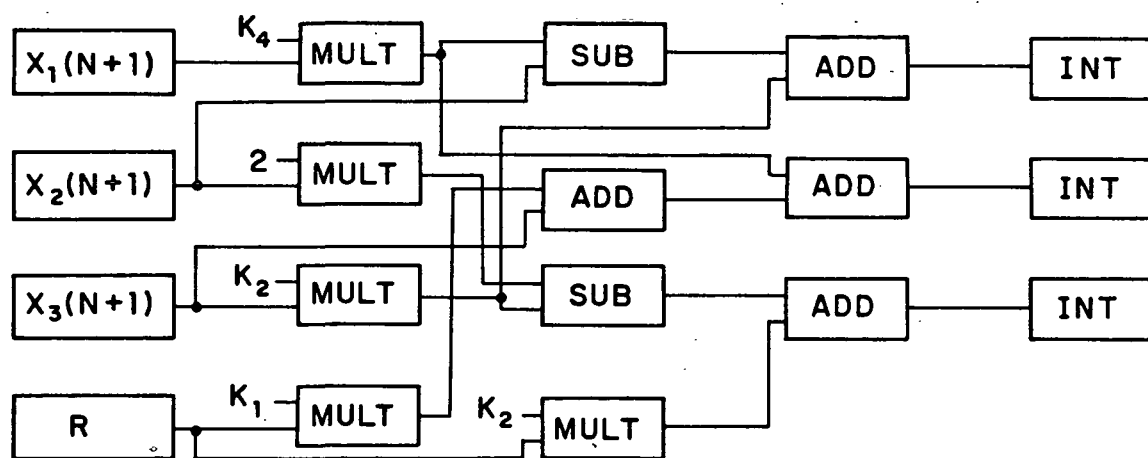 K₄
MULT
SUB
ADD
INT
X₁(N+1)
2
MULT
X₂(N+1)
ADD
ADD
INT
K₂
MULT
SUB
ADD
INT
X₃(N+1)
K₁
MULT
K₂
MULT
R